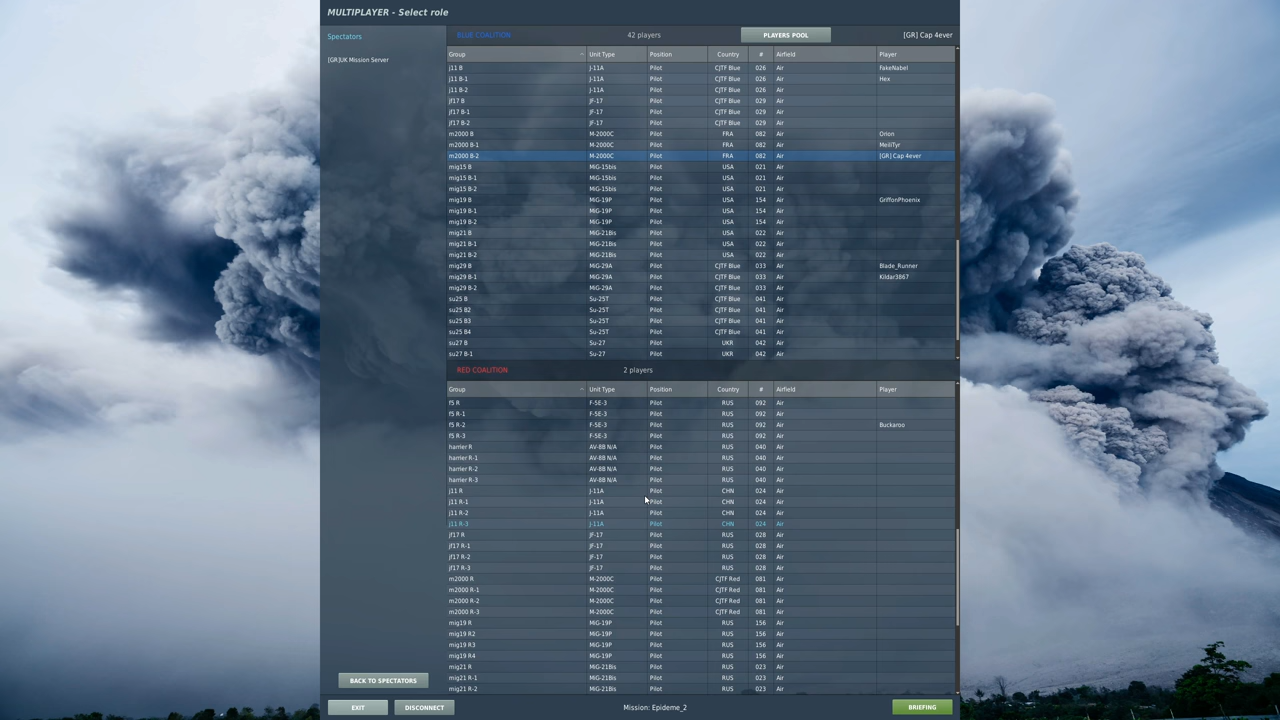 MULTIPLAYER - Select role
Spectators
[GR]UK Mission Server
BLUE COALITION 42 players PLAYERS POOL [GR] Cap 4ever
Group Unit Type Position Country # Airfield Player
j11 B J-11A Pilot CJTF Blue 026 Air FakeNabel
j11 B-1 J-11A Pilot CJTF Blue 026 Air Hex
j11 B-2 J-11A Pilot CJTF Blue 026 Air
jf17 B JF-17 Pilot CJTF Blue 029 Air
jf17 B-1 JF-17 Pilot CJTF Blue 029 Air
jf17 B-2 JF-17 Pilot CJTF Blue 029 Air
m2000 B M-2000C Pilot FRA 082 Air Orion
m2000 B-1 M-2000C Pilot FRA 082 Air MeiliTyr
m2000 B-2 M-2000C Pilot FRA 082 Air [GR] Cap 4ever
mig15 B MiG-15bis Pilot USA 021 Air
mig15 B-1 MiG-15bis Pilot USA 021 Air
mig15 B-2 MiG-15bis Pilot USA 021 Air
mig19 B MiG-19P Pilot USA 154 Air GriffonPhoenix
mig19 B-1 MiG-19P Pilot USA 154 Air
mig19 B-2 MiG-19P Pilot USA 154 Air
mig21 B MiG-21Bis Pilot USA 022 Air
mig21 B-1 MiG-21Bis Pilot USA 022 Air
mig21 B-2 MiG-21Bis Pilot USA 022 Air
mig29 B MiG-29A Pilot CJTF Blue 033 Air Blade_Runner
mig29 B-1 MiG-29A Pilot CJTF Blue 033 Air Kildar3867
mig29 B-2 MiG-29A Pilot CJTF Blue 033 Air
su25 B Su-25T Pilot CJTF Blue 041 Air
su25 B2 Su-25T Pilot CJTF Blue 041 Air
su25 B3 Su-25T Pilot CJTF Blue 041 Air
su25 B4 Su-25T Pilot CJTF Blue 041 Air
su27 B Su-27 Pilot UKR 042 Air
su27 B-1 Su-27 Pilot UKR 042 Air
RED COALITION 2 players
Group Unit Type Position Country # Airfield Player
f5 R F-5E-3 Pilot RUS 092 Air
f5 R-1 F-5E-3 Pilot RUS 092 Air
f5 R-2 F-5E-3 Pilot RUS 092 Air Buckaroo
f5 R-3 F-5E-3 Pilot RUS 092 Air
harrier R AV-8B N/A Pilot RUS 040 Air
harrier R-1 AV-8B N/A Pilot RUS 040 Air
harrier R-2 AV-8B N/A Pilot RUS 040 Air
harrier R-3 AV-8B N/A Pilot RUS 040 Air
j11 R J-11A Pilot CHN 024 Air
j11 R-1 J-11A Pilot CHN 024 Air
j11 R-2 J-11A Pilot CHN 024 Air
j11 R-3 J-11A Pilot CHN 024 Air
jf17 R JF-17 Pilot RUS 028 Air
jf17 R-1 JF-17 Pilot RUS 028 Air
jf17 R-2 JF-17 Pilot RUS 028 Air
jf17 R-3 JF-17 Pilot RUS 028 Air
m2000 R M-2000C Pilot CJTF Red 081 Air
m2000 R-1 M-2000C Pilot CJTF Red 081 Air
m2000 R-2 M-2000C Pilot CJTF Red 081 Air
m2000 R-3 M-2000C Pilot CJTF Red 081 Air
mig19 R MiG-19P Pilot RUS 156 Air
mig19 R2 MiG-19P Pilot RUS 156 Air
mig19 R3 MiG-19P Pilot RUS 156 Air
mig19 R4 MiG-19P Pilot RUS 156 Air
mig21 R MiG-21Bis Pilot RUS 023 Air
mig21 R-1 MiG-21Bis Pilot RUS 023 Air
mig21 R-2 MiG-21Bis Pilot RUS 023 Air
BACK TO SPECTATORS
EXIT DISCONNECT Mission: Epideme_2 BRIEFING